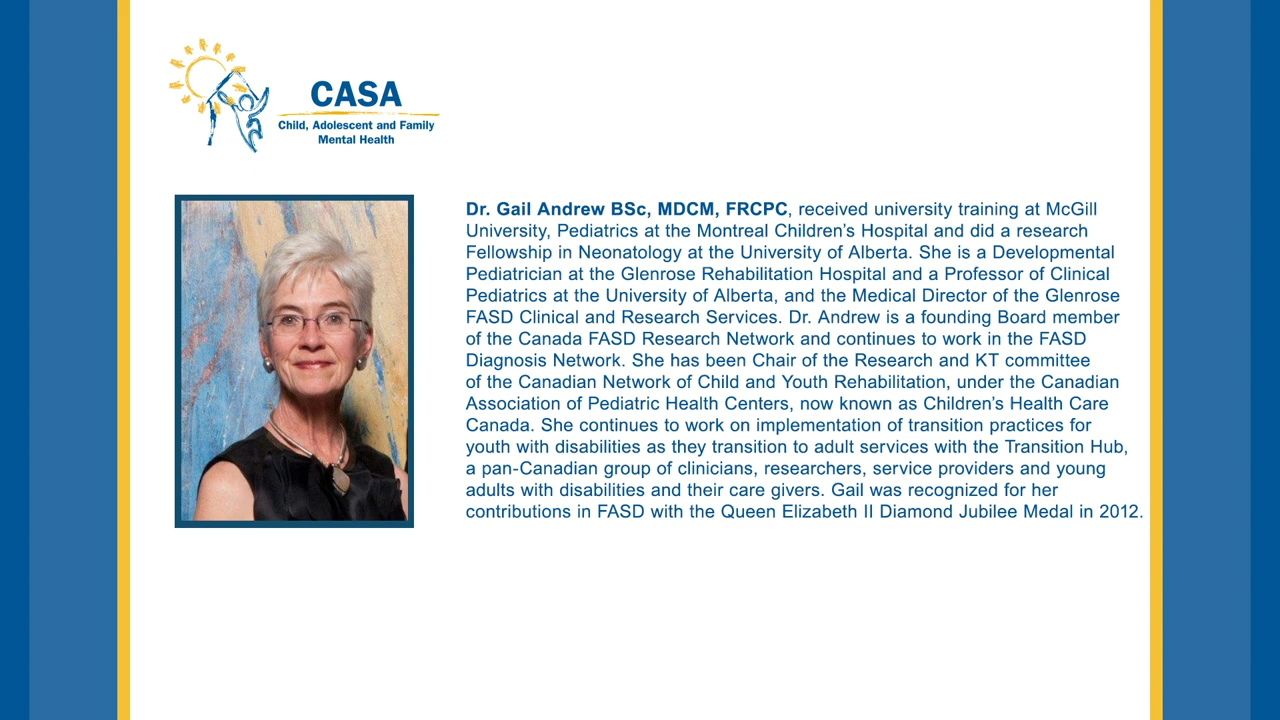 CASA
Child, Adolescent and Family
Mental Health
Dr. Gail Andrew BSc, MDCM, FRCPC, received university training at McGill
University, Pediatrics at the Montreal Children's Hospital and did a research
Fellowship in Neonatology at the University of Alberta. She is a Developmental
Pediatrician at the Glenrose Rehabilitation Hospital and a Professor of Clinical
Pediatrics at the University of Alberta, and the Medical Director of the Glenrose
FASD Clinical and Research Services. Dr. Andrew is a founding Board member
of the Canada FASD Research Network and continues to work in the FASD
Diagnosis Network. She has been Chair of the Research and KT committee
of the Canadian Network of Child and Youth Rehabilitation, under the Canadian
Association of Pediatric Health Centers, now known as Children's Health Care
Canada. She continues to work on implementation of transition practices for
youth with disabilities as they transition to adult services with the Transition Hub,
a pan-Canadian group of clinicians, researchers, service providers and young
adults with disabilities and their care givers. Gail was recognized for her
contributions in FASD with the Queen Elizabeth II Diamond Jubilee Medal in 2012.